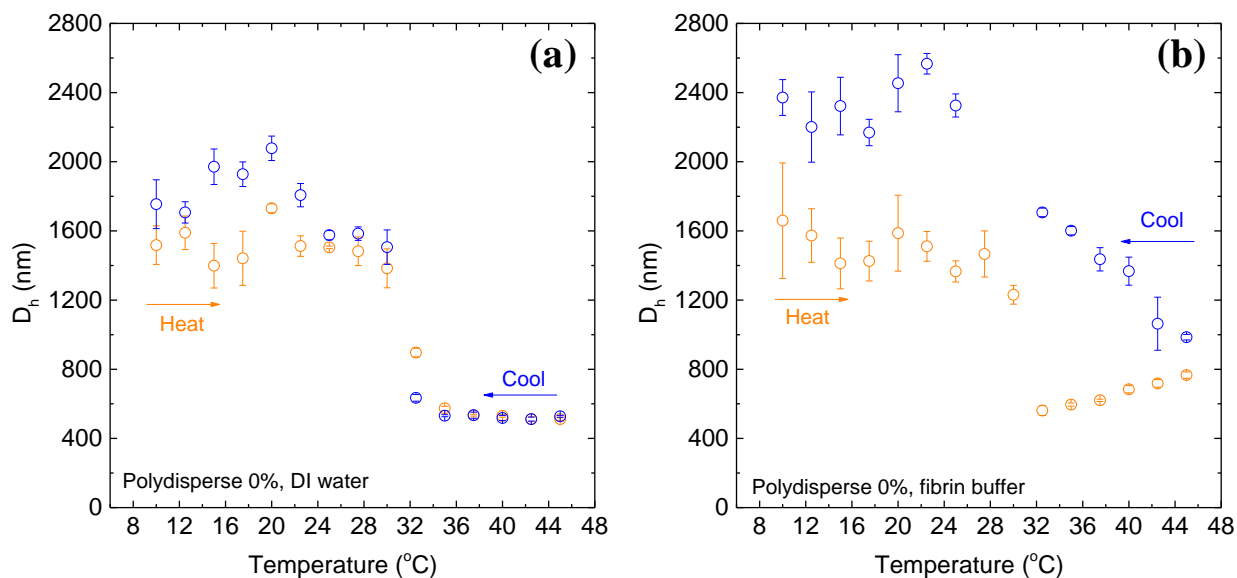 (a)
2800
2400
2000
1600
1200
800
400
0
D_h (nm)
Heat
Cool
Polydisperse 0%, DI water
8 12 16 20 24 28 32 36 40 44 48
Temperature (°C)
(b)
2800
2400
2000
1600
1200
800
400
0
D_h (nm)
Cool
Heat
Polydisperse 0%, fibrin buffer
8 12 16 20 24 28 32 36 40 44 48
Temperature (°C)